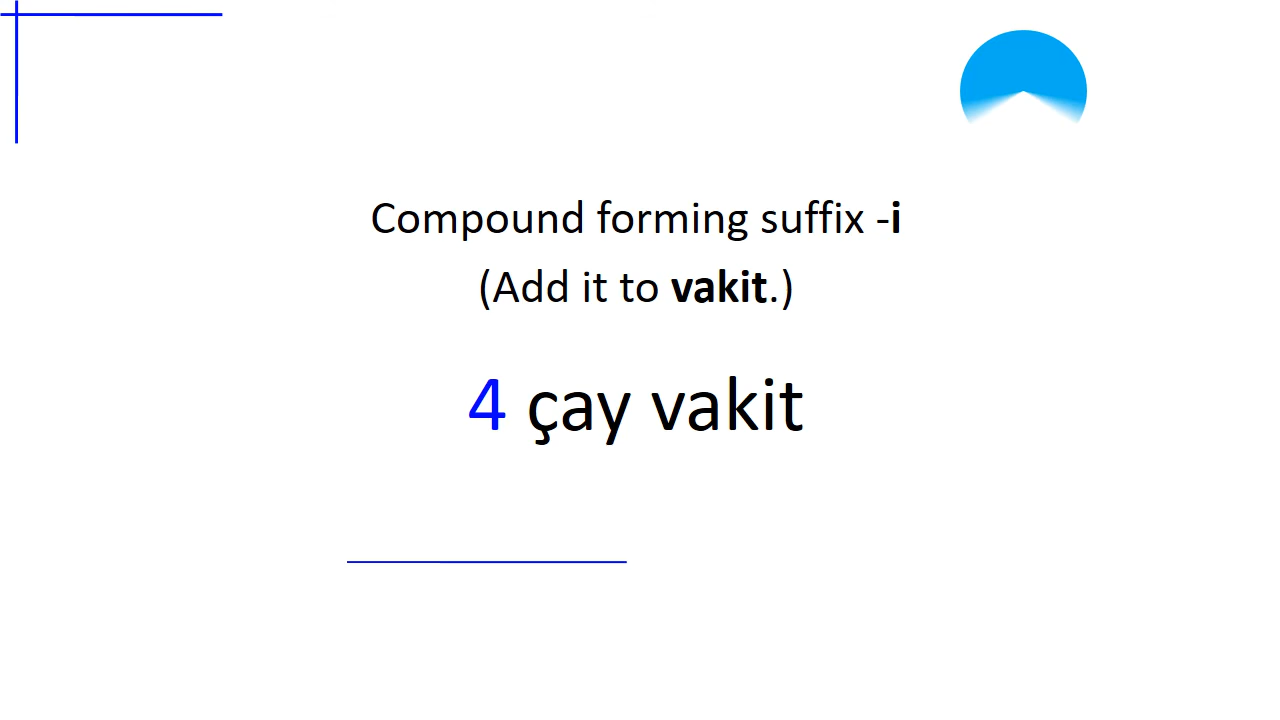 Compound forming suffix -i
(Add it to vakit.)
4 çay vakit